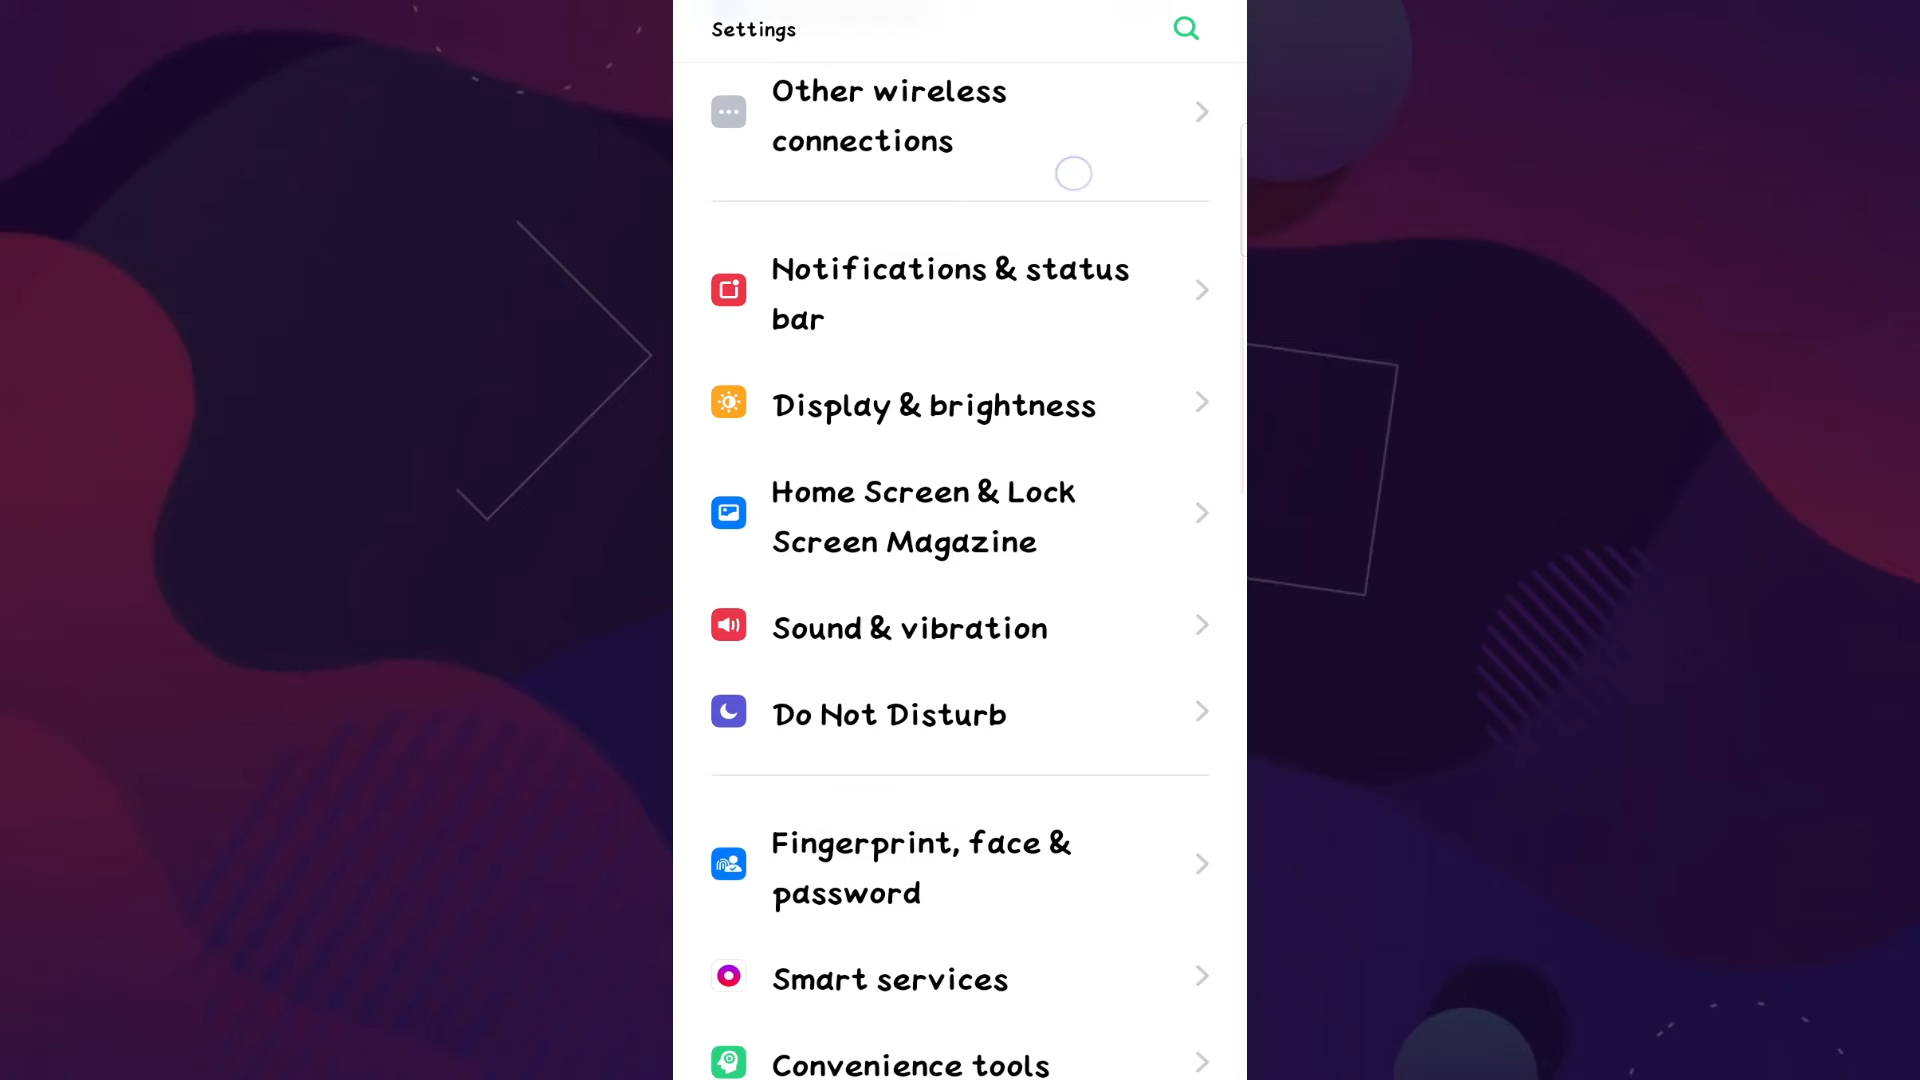 Settings
Other wireless
connections
Notifications & status
bar
Display & brightness
Home Screen & Lock
Screen Magazine
Sound & vibration
Do Not Disturb
Fingerprint, face &
password
Smart services
Convenience tools